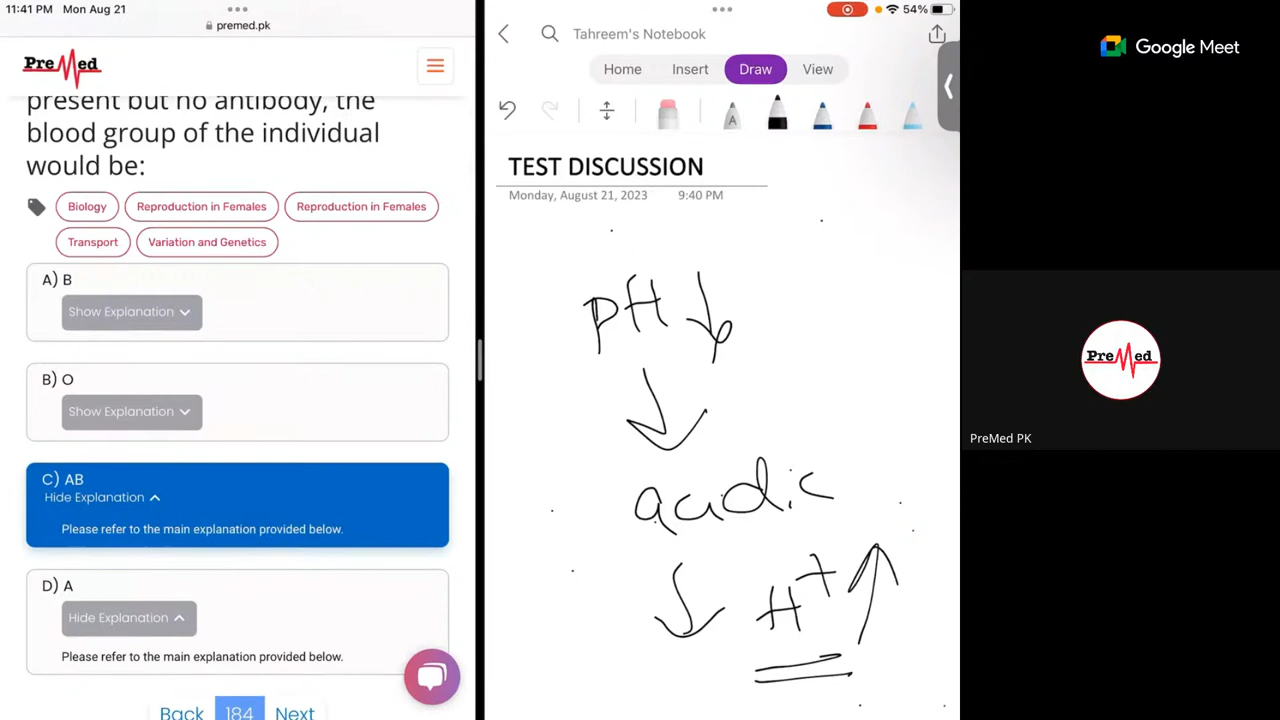 11:41 PM Mon Aug 21
premed.pk
PreMed
present but no antibody, the
blood group of the individual
would be:
Biology
Reproduction in Females
Reproduction in Females
Transport
Variation and Genetics
A) B
Show Explanation
B) O
Show Explanation
C) AB
Hide Explanation
Please refer to the main explanation provided below.
D) A
Hide Explanation
Please refer to the main explanation provided below.
Back
184
Next
54%
Tahreem's Notebook
Home
Insert
Draw
View
A
TEST DISCUSSION
Monday, August 21, 2023
9:40 PM
pH ↓
↓
acidic
↓ H+ ↑
Google Meet
PreMed
PreMed PK